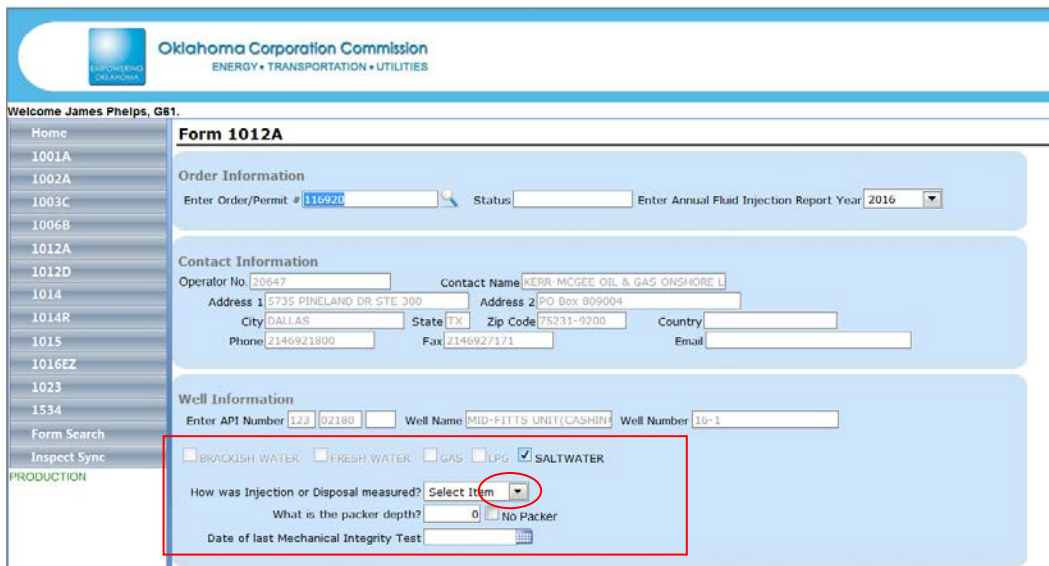 EMPOWERING
OKLAHOMA
Oklahoma Corporation Commission
ENERGY • TRANSPORTATION • UTILITIES
Welcome James Phelps, G61.
Home
1001A
1002A
1003C
1006B
1012A
1012D
1014
1014R
1015
1016EZ
1023
1534
Form Search
Inspect Sync
PRODUCTION
Form 1012A
Order Information
Enter Order/Permit # 116920 Status Enter Annual Fluid Injection Report Year 2016
Contact Information
Operator No. 20647 Contact Name KERR-MCGEE OIL & GAS ONSHORE L
Address 1 5735 PINELAND DR STE 300 Address 2 PO Box 809004
City DALLAS State TX Zip Code 75231-9200 Country
Phone 2146921800 Fax 2146927171 Email
Well Information
Enter API Number 123 02180 Well Name MID-FITTS UNIT(CASHIN Well Number 16-1
BRACKISH WATER FRESH WATER GAS LPG SALTWATER
How was Injection or Disposal measured? Select Item
What is the packer depth? 0 No Packer
Date of last Mechanical Integrity Test